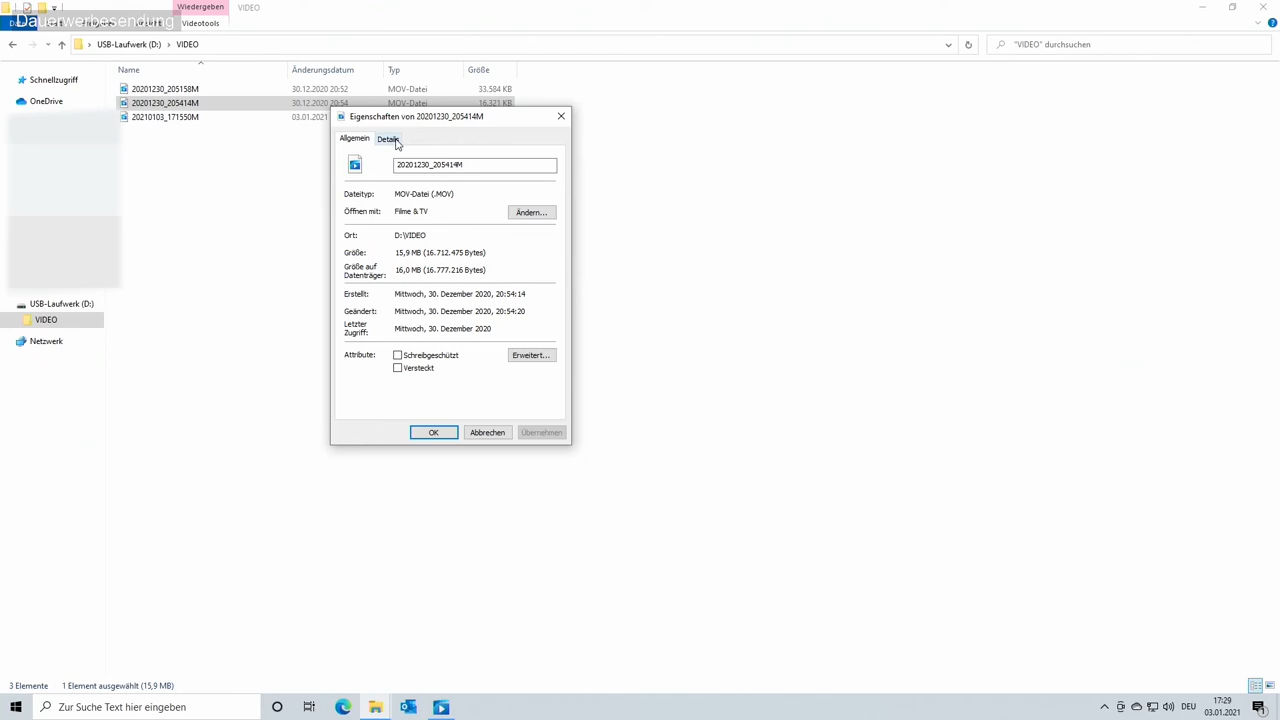 Wiedergeben VIDEO
Dauerwerbesendung
Videotools
USB-Laufwerk (D:) VIDEO
"VIDEO" durchsuchen
Name Änderungsdatum Typ Größe
Schnellzugriff
OneDrive
USB-Laufwerk (D:)
VIDEO
Netzwerk
20201230_205158M 30.12.2020 20:52 MOV-Datei 33.584 KB
20201230_205414M 30.12.2020 20:54 MOV-Datei 16.321 KB
20210103_171550M 03.01.2021
Eigenschaften von 20201230_205414M
Allgemein Details
20201230_205414M
Dateityp: MOV-Datei (.MOV)
Öffnen mit: Filme & TV Ändern...
Ort: D:\VIDEO
Größe: 15,9 MB (16.712.475 Bytes)
Größe auf
Datenträger: 16,0 MB (16.777.216 Bytes)
Erstellt: Mittwoch, 30. Dezember 2020, 20:54:14
Geändert: Mittwoch, 30. Dezember 2020, 20:54:20
Letzter
Zugriff: Mittwoch, 30. Dezember 2020
Attribute: Schreibgeschützt Erweitert...
Versteckt
OK Abbrechen Übernehmen
3 Elemente 1 Element ausgewählt (15,9 MB)
Zur Suche Text hier eingeben
DEU
17:29
03.01.2021
1